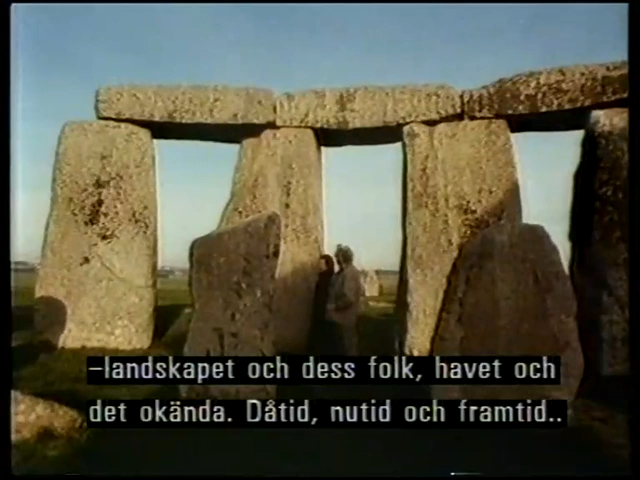 –landskapet och dess folk, havet och
det okända. Dåtid, nutid och framtid..